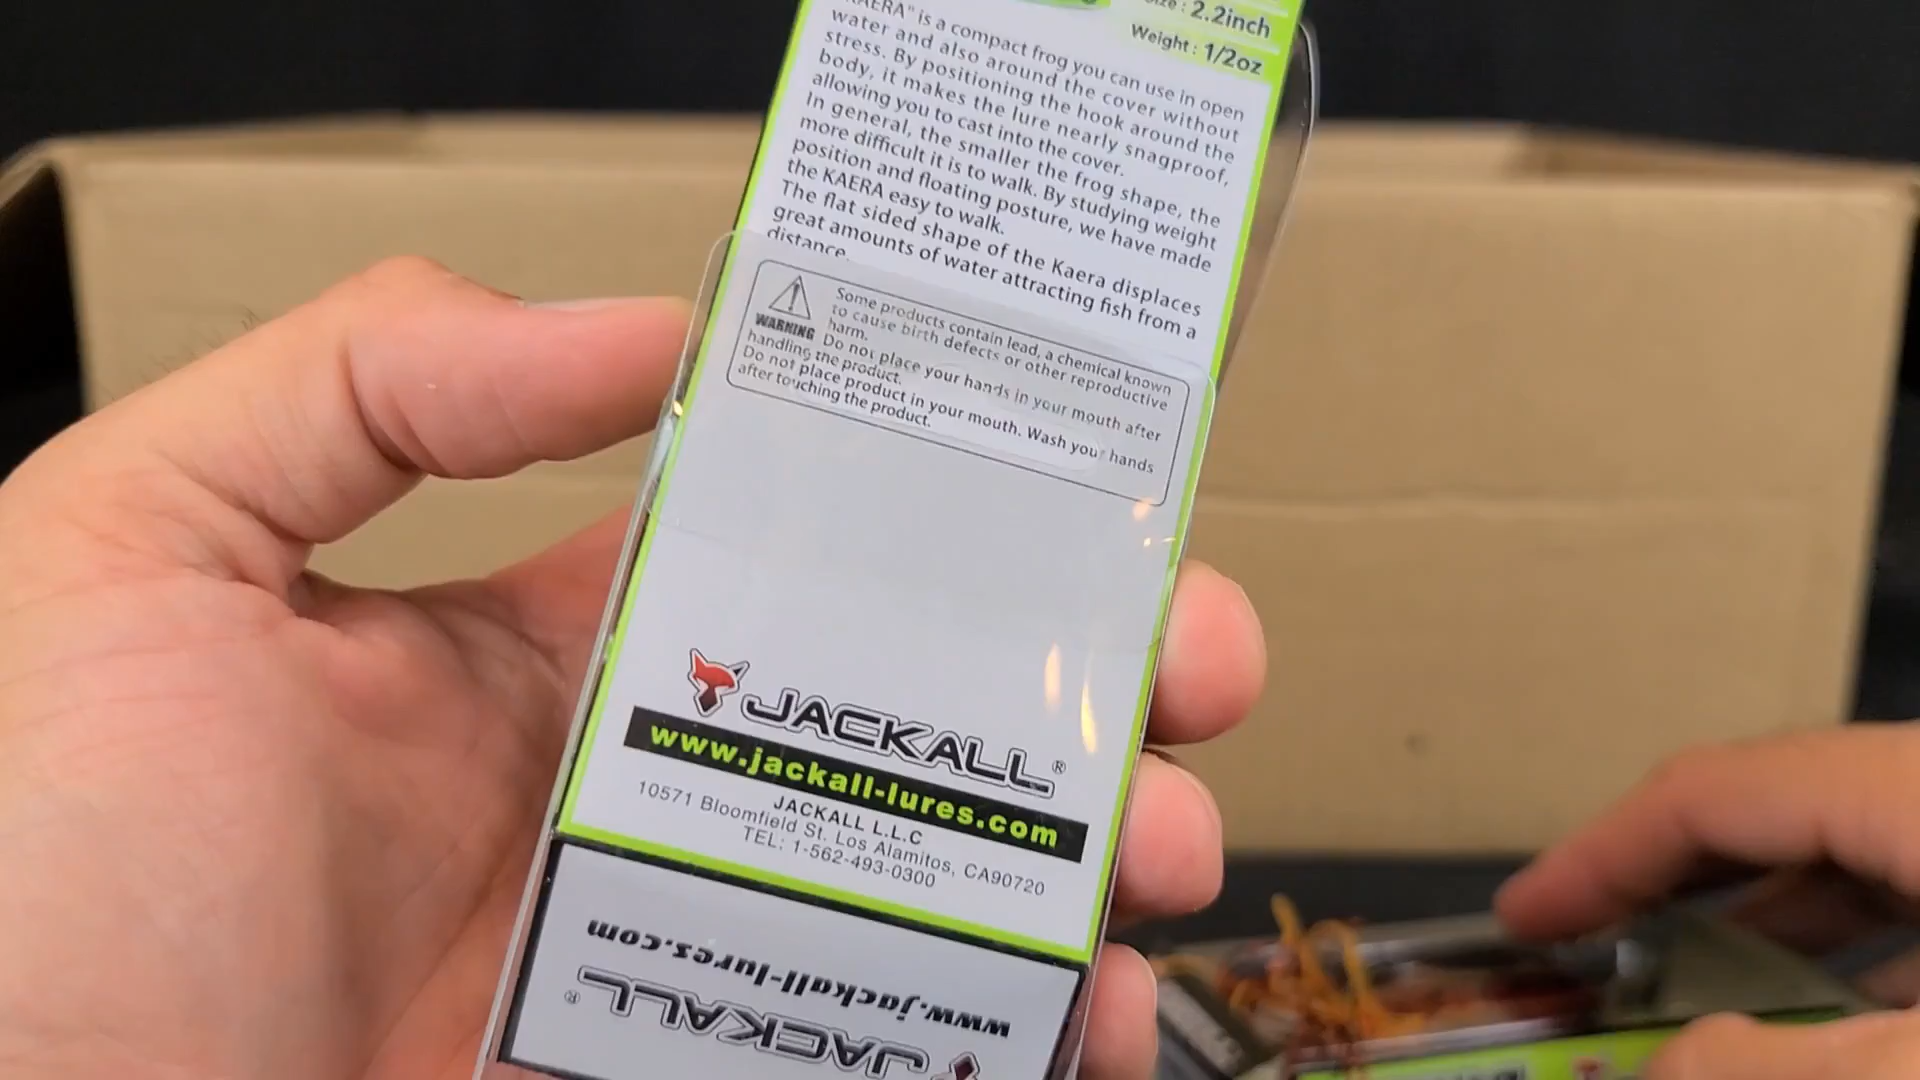 Size : 2.2inch
Weight : 1/2oz
KAERA" is a compact frog you can use in open
water and also around the cover without
stress. By positioning the hook around the
body, it makes the lure nearly snagproof,
allowing you to cast into the cover.
In general, the smaller the frog shape, the
more difficult it is to walk. By studying weight
position and floating posture, we have made
the KAERA easy to walk.
The flat sided shape of the Kaera displaces
great amounts of water attracting fish from a
distance.
WARNING
Some products contain lead, a chemical known
to cause birth defects or other reproductive
harm.
Do not place your hands in your mouth after
handling the product.
Do not place product in your mouth. Wash your hands
after touching the product.
JACKALL®
www.jackall-lures.com
JACKALL L.L.C
10571 Bloomfield St. Los Alamitos, CA90720
TEL: 1-562-493-0300
www.jackall-lures.com
JACKALL®